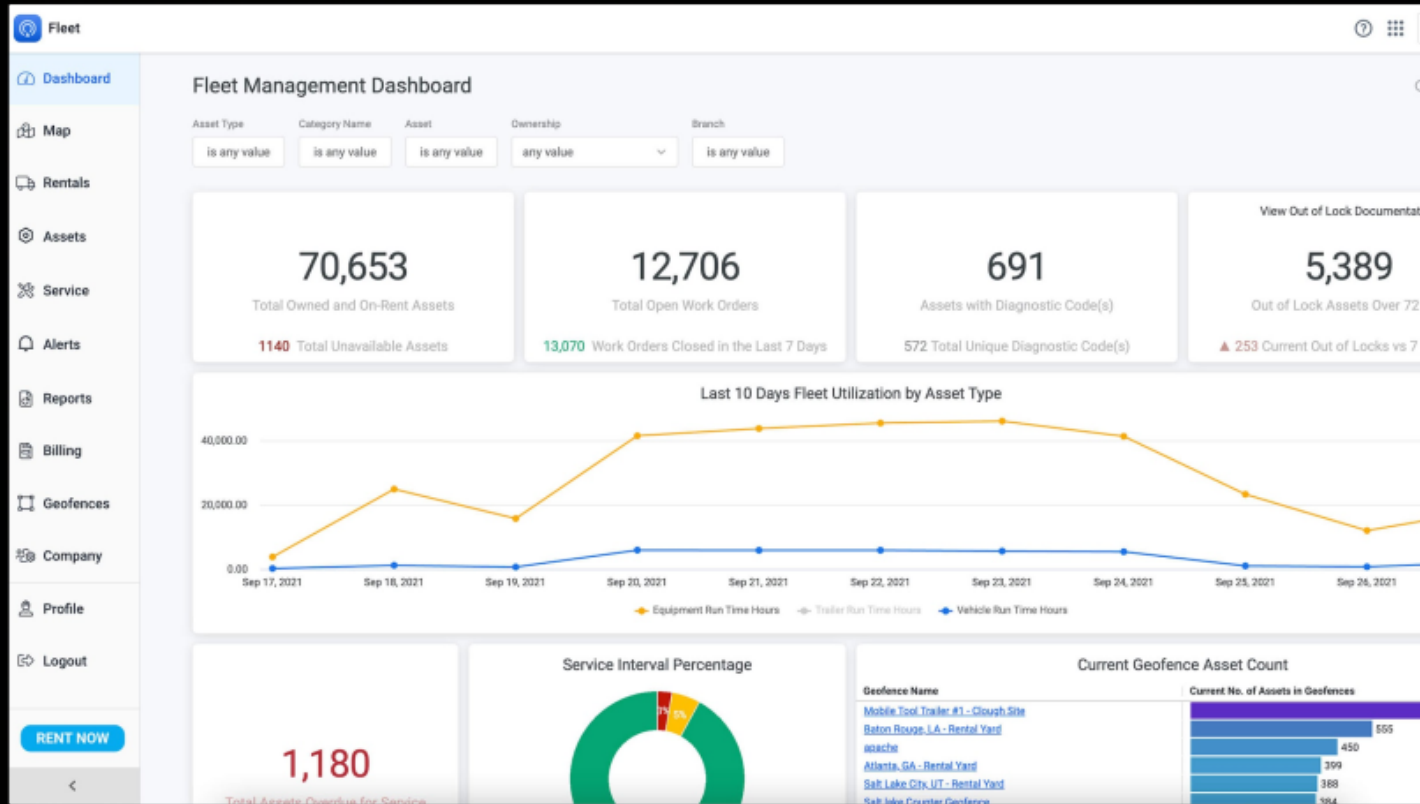 Fleet
Dashboard
Map
Rentals
Assets
Service
Alerts
Reports
Billing
Geofences
Company
Profile
Logout
RENT NOW
Fleet Management Dashboard
Asset Type Category Name Asset Ownership Branch
is any value is any value is any value any value is any value
70,653
Total Owned and On-Rent Assets
1140 Total Unavailable Assets
12,706
Total Open Work Orders
13,070 Work Orders Closed in the Last 7 Days
691
Assets with Diagnostic Code(s)
572 Total Unique Diagnostic Code(s)
View Out of Lock Documentat
5,389
Out of Lock Assets Over 72
▲ 253 Current Out of Locks vs 7
Last 10 Days Fleet Utilization by Asset Type
40,000.00
20,000.00
0.00
Sep 17, 2021 Sep 18, 2021 Sep 19, 2021 Sep 20, 2021 Sep 21, 2021 Sep 22, 2021 Sep 23, 2021 Sep 24, 2021 Sep 25, 2021 Sep 26, 2021
Equipment Run Time Hours Trailer Run Time Hours Vehicle Run Time Hours
1,180
Total Assets Overdue for Service
Service Interval Percentage
3% 5%
Current Geofence Asset Count
Geofence Name Current No. of Assets in Geofences
Mobile Tool Trailer #1 - Clough Site
Baton Rouge, LA - Rental Yard 555
apache 450
Atlanta, GA - Rental Yard 399
Salt Lake City, UT - Rental Yard 388
Salt lake Counter Geofence 384